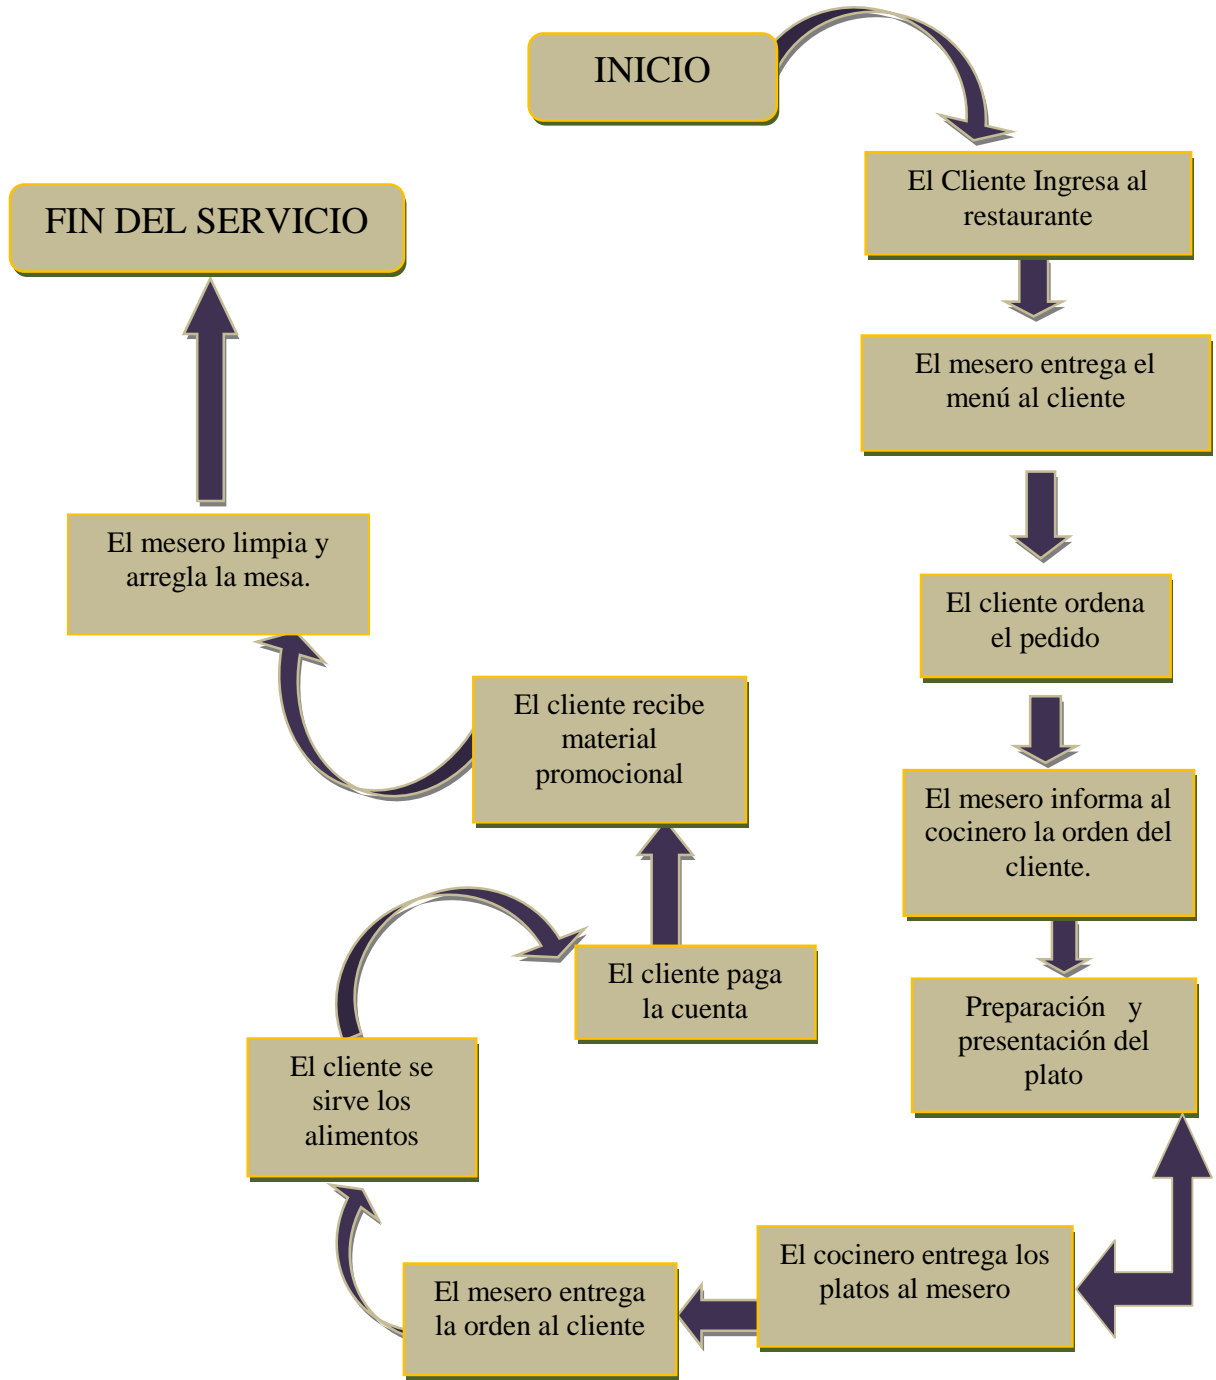 INICIO
El Cliente Ingresa al
restaurante
El mesero entrega el
menú al cliente
El cliente ordena
el pedido
El mesero informa al
cocinero la orden del
cliente.
Preparación y
presentación del
plato
El cocinero entrega los
platos al mesero
El mesero entrega
la orden al cliente
El cliente se
sirve los
alimentos
El cliente paga
la cuenta
El cliente recibe
material
promocional
El mesero limpia y
arregla la mesa.
FIN DEL SERVICIO